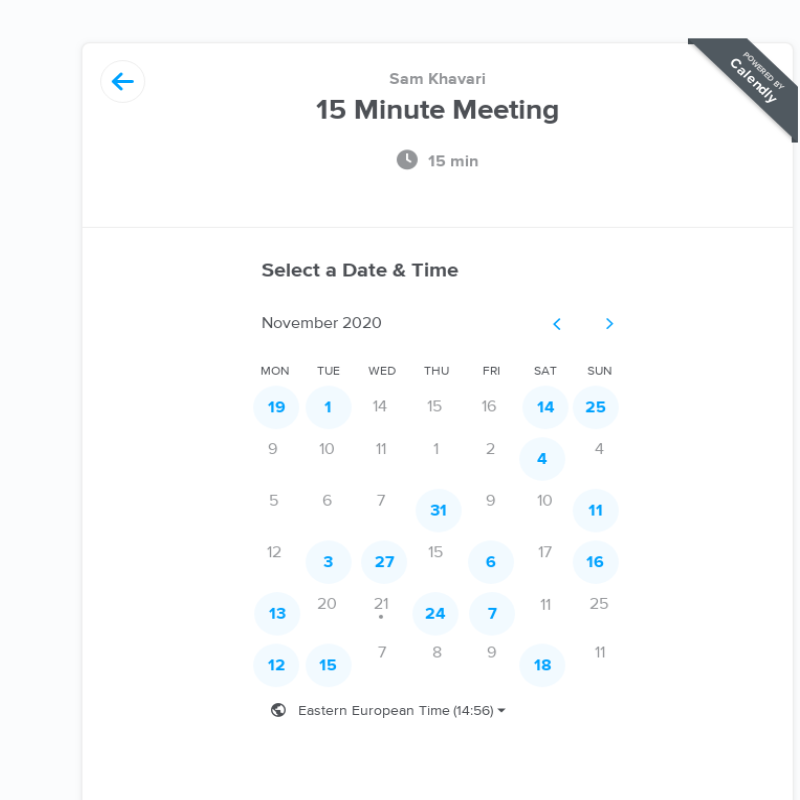 POWERED BY
Calendly
Sam Khavari
15 Minute Meeting
15 min
Select a Date & Time
November 2020
MON TUE WED THU FRI SAT SUN
19 1 14 15 16 14 25
9 10 11 1 2 4 4
5 6 7 31 9 10 11
12 3 27 15 6 17 16
13 20 21 24 7 11 25
12 15 7 8 9 18 11
Eastern European Time (14:56)